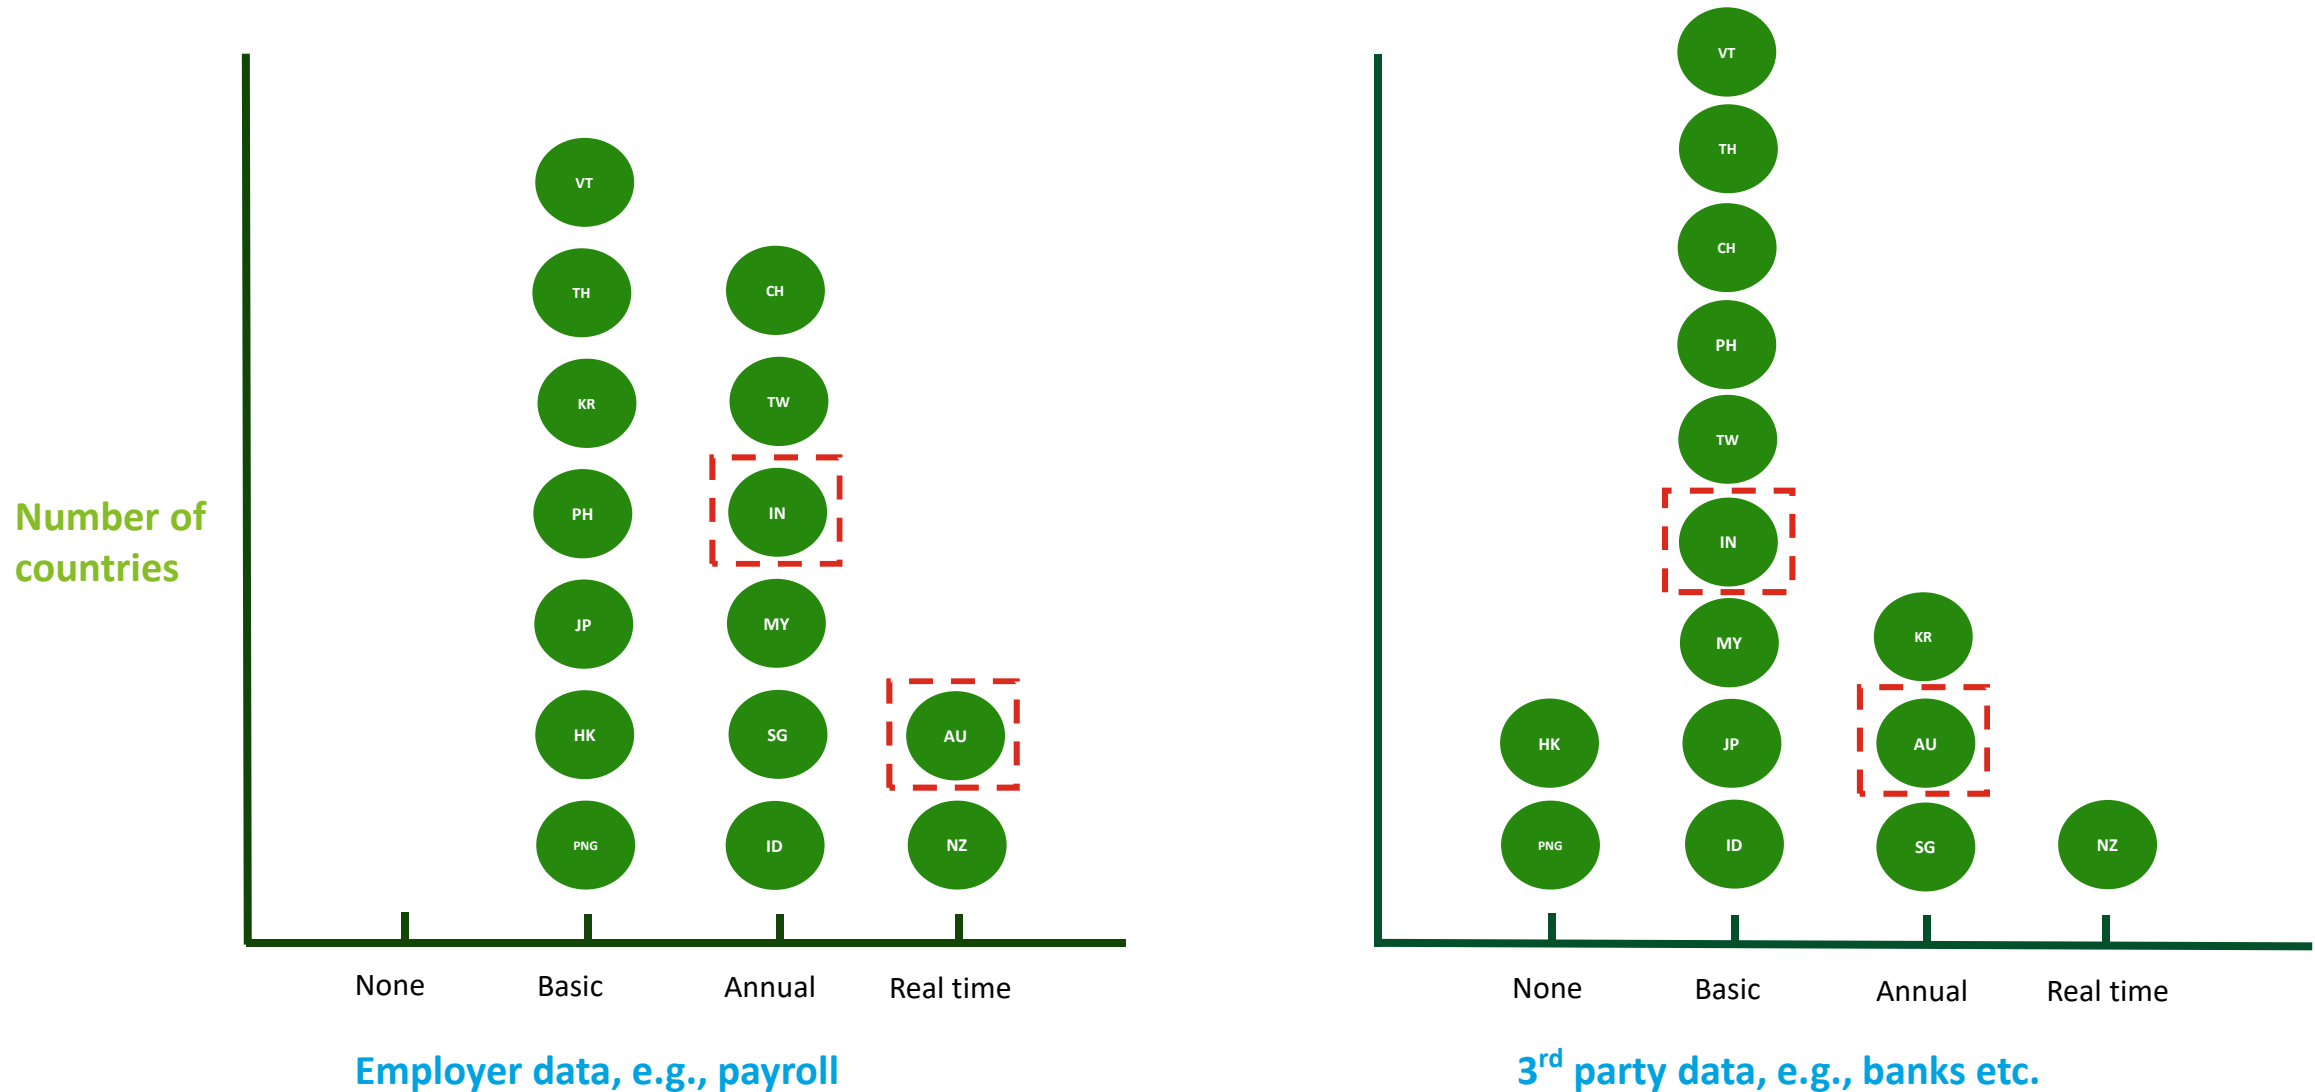 Number of
countries
VT
TH
KR
PH
JP
HK
PNG
CH
TW
IN
MY
SG
ID
AU
NZ
None
Basic
Annual
Real time
Employer data, e.g., payroll
HK
PNG
VT
TH
CH
PH
TW
IN
MY
JP
ID
KR
AU
SG
NZ
None
Basic
Annual
Real time
3rd party data, e.g., banks etc.